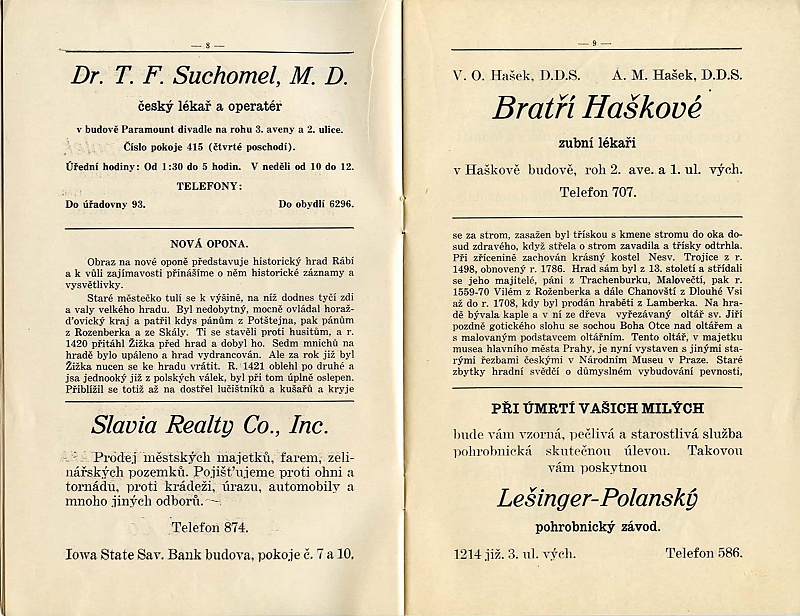 — 8 —
Dr. T. F. Suchomel, M. D.
český lékař a operatér
v budově Paramount divadle na rohu 3. aveny a 2. ulice.
Číslo pokoje 415 (čtvrté poschodí).
Úřední hodiny: Od 1:30 do 5 hodin. V neděli od 10 do 12.
TELEFONY:
Do úřadovny 93. Do obydlí 6296.
NOVÁ OPONA.
Obraz na nové oponě představuje historický hrad Rábí
a k vůli zajímavosti přinášíme o něm historické záznamy a
vysvětlivky.
Staré městečko tulí se k výšině, na níž dodnes tyčí zdi
a valy velkého hradu. Byl nedobytný, mocně ovládal horaž-
ďovický kraj a patřil kdys pánům z Potštejna, pak pánům
z Rozenberka a ze Skály. Ti se stavěli proti husitům, a r.
1420 přitáhl Žižka před hrad a dobyl ho. Sedm mnichů na
hradě bylo upáleno a hrad vydrancován. Ale za rok již byl
Žižka nucen se ke hradu vrátit. R. 1421 oblehl po druhé a
jsa jednooký již z polských válek, byl při tom úplně oslepen.
Přiblížil se totiž až na dostřel lučištníků a kušařů a kryje
Slavia Realty Co., Inc.
Prodej městských majetků, farem, zeli-
nářských pozemků. Pojišťujeme proti ohni a
tornádu, proti krádeži, úrazu, automobily a
mnoho jiných odborů.
Telefon 874.
Iowa State Sav. Bank budova, pokoje č. 7 a 10.
— 9 —
V. O. Hašek, D.D.S. A. M. Hašek, D.D.S.
Bratří Haškové
zubní lékaři
v Haškově budově, roh 2. ave. a 1. ul. vých.
Telefon 707.
se za strom, zasažen byl třískou s kmene stromu do oka do-
sud zdravého, když střela o strom zavadila a třísky odtrhla.
Při zřícenině zachován krásný kostel Nesv. Trojice z r.
1498, obnovený r. 1786. Hrad sám byl z 13. století a střídali
se jeho majitelé, páni z Trachenburku, Malovečtí, pak r.
1559-70 Vilém z Roženberka a dále Chanovští z Dlouhé Vsi
až do r. 1708, kdy byl prodán hraběti z Lamberka. Na hra-
dě bývala kaple a v ní ze dřeva vyřezávaný oltář sv. Jiří
pozdně gotického slohu se sochou Boha Otce nad oltářem a
s malovaným podstavcem oltářním. Tento oltář, v majetku
musea hlavního města Prahy, je nyní vystaven s jinými sta-
rými řezbami českými v Národním Museu v Praze. Staré
zbytky hradní svědčí o důmyslném vybudování pevnosti,
PŘI ÚMRTÍ VAŠICH MILÝCH
bude vám vzorná, pečlivá a starostlivá služba
pohrobnická skutečnou úlevou. Takovou
vám poskytnou
Lešinger-Polanský
pohrobnický závod.
1214 již. 3. ul. vých. Telefon 586.